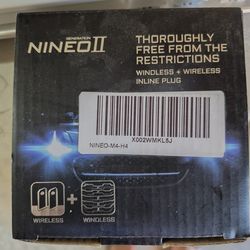 GENERATION
NINEO II
THOROUGHLY
FREE FROM THE
RESTRICTIONS
WINDLESS + WIRELESS
INLINE PLUG
X002WMKL8J
NINEO-M4-H4
WIRELESS
+
WINDLESS